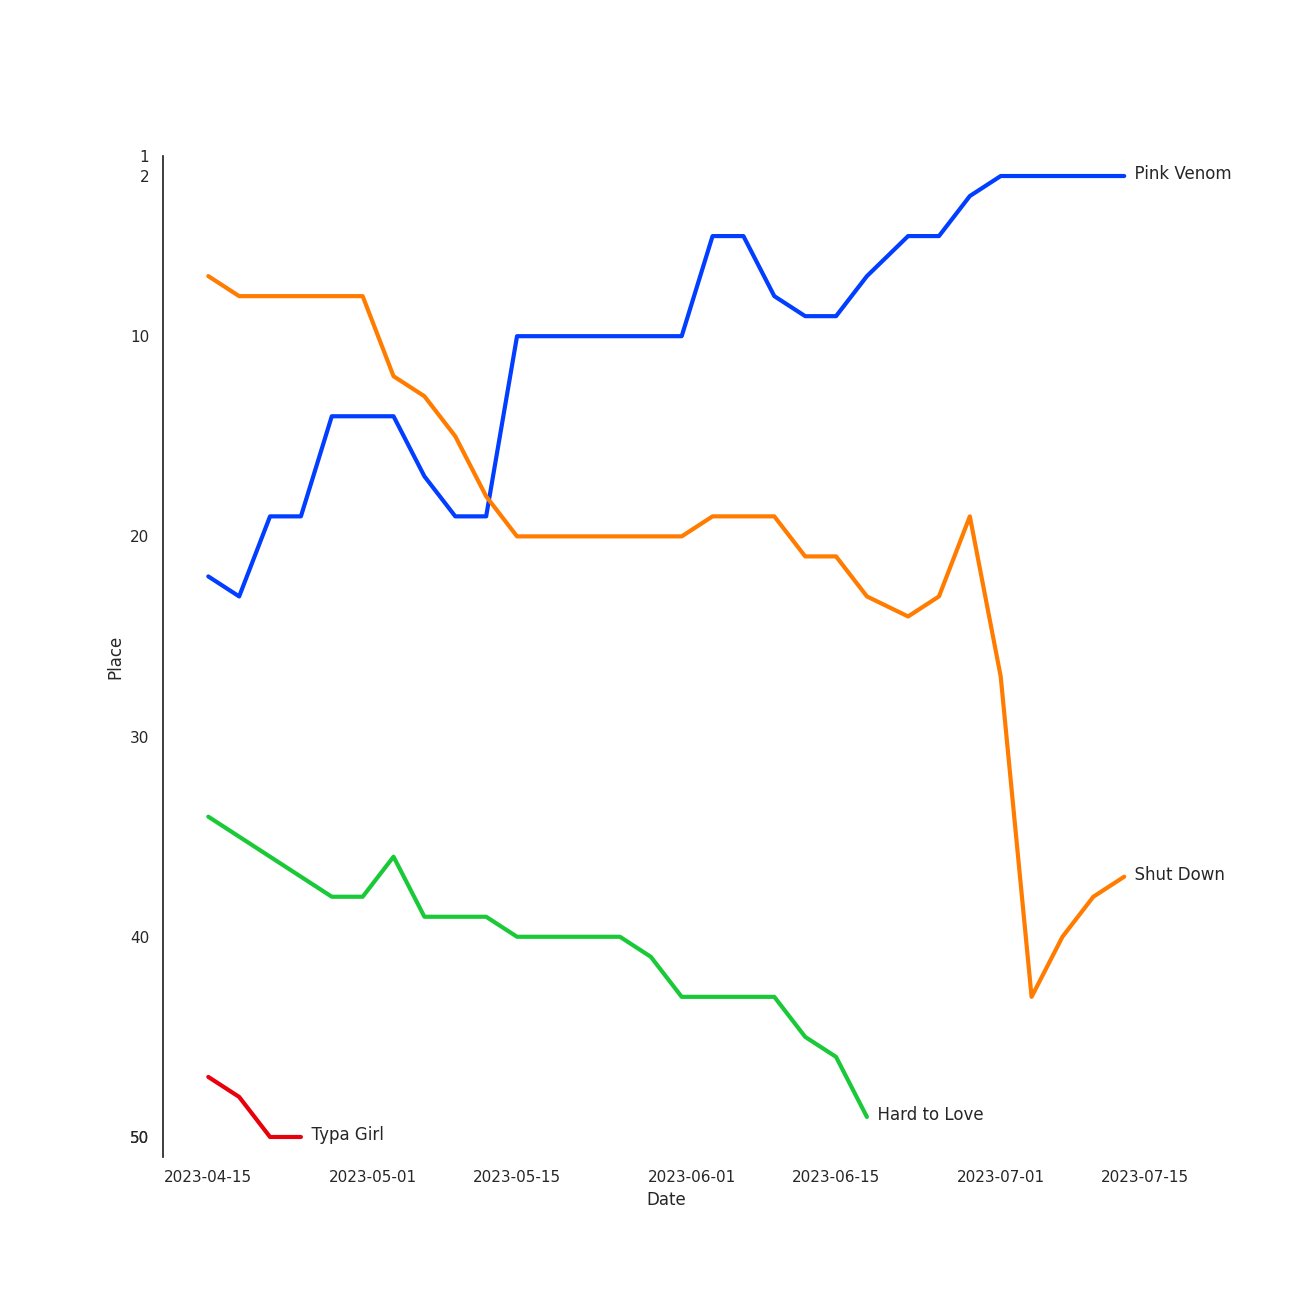 1
2
Pink Venom
10
20
Place
30
Shut Down
40
Hard to Love
50
Typa Girl
2023-04-15 2023-05-01 2023-05-15 2023-06-01 2023-06-15 2023-07-01 2023-07-15
Date